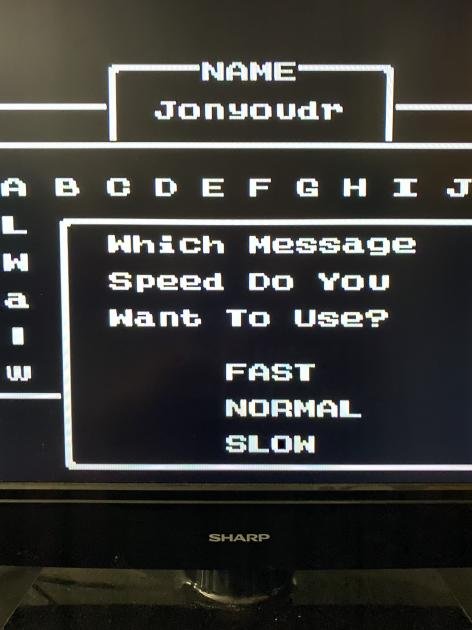 NAME
Jonyoudr
A B C D E F G H I J
L
Which Message
W
Speed Do You
a
Want To Use?
w
FAST
NORMAL
SLOW
SHARP